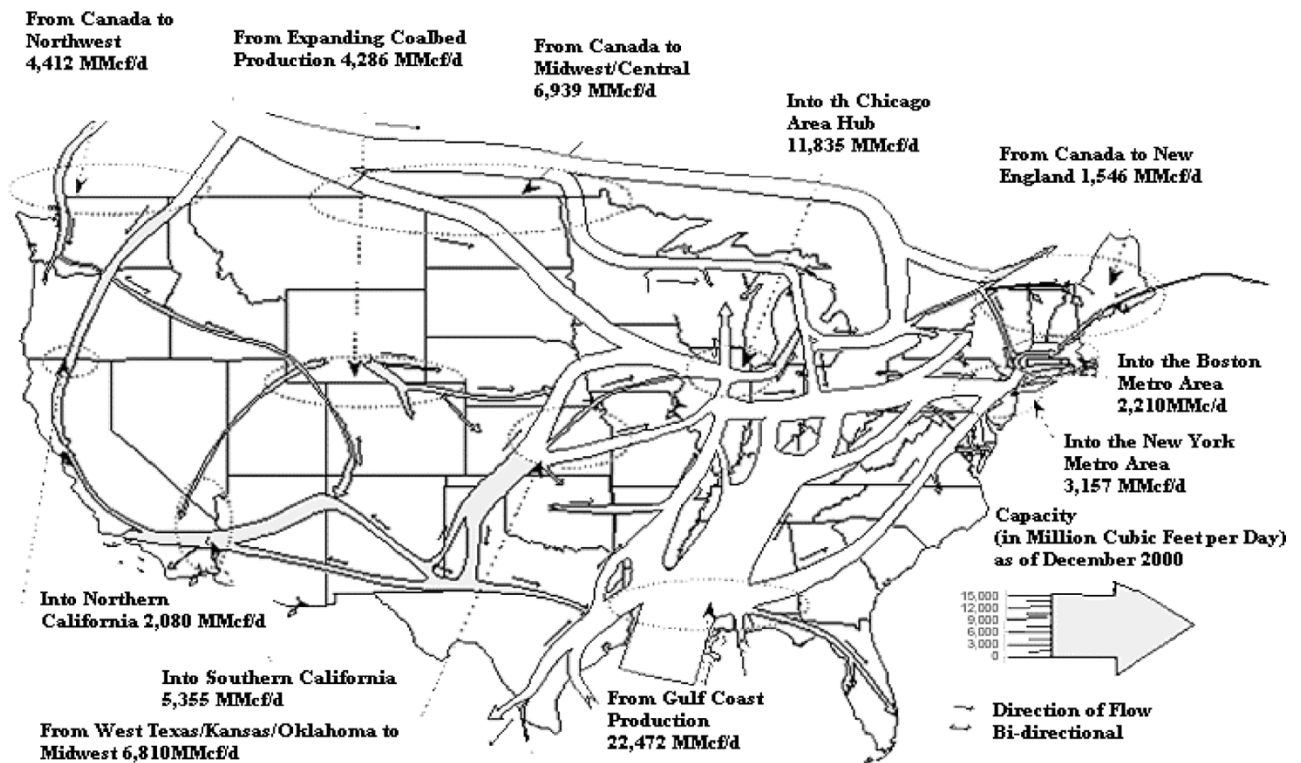 From Canada to
Northwest
4,412 MMcf/d
From Expanding Coalbed
Production 4,286 MMcf/d
From Canada to
Midwest/Central
6,939 MMcf/d
Into th Chicago
Area Hub
11,835 MMcf/d
From Canada to New
England 1,546 MMcf/d
Into the Boston
Metro Area
2,210MMc/d
Into the New York
Metro Area
3,157 MMcf/d
Capacity
(in Million Cubic Feet per Day)
as of December 2000
15,000
12,000
9,000
6,000
3,000
0
Direction of Flow
Bi-directional
Into Northern
California 2,080 MMcf/d
Into Southern California
5,355 MMcf/d
From West Texas/Kansas/Oklahoma to
Midwest 6,810MMcf/d
From Gulf Coast
Production
22,472 MMcf/d